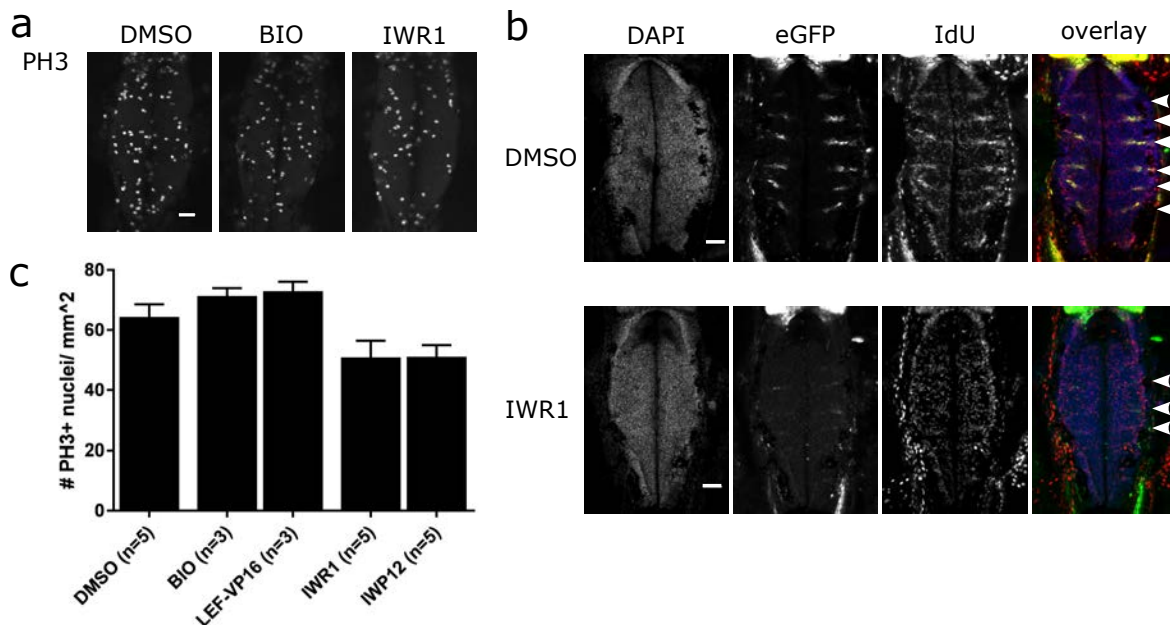 a
DMSO BIO IWR1
PH3
b
DAPI eGFP IdU overlay
DMSO
IWR1
c
# PH3+ nuclei/ mm^2
80
60
40
20
0
DMSO (n=5)
BIO (n=3)
LEF-VP16 (n=3)
IWR1 (n=5)
IWP12 (n=5)